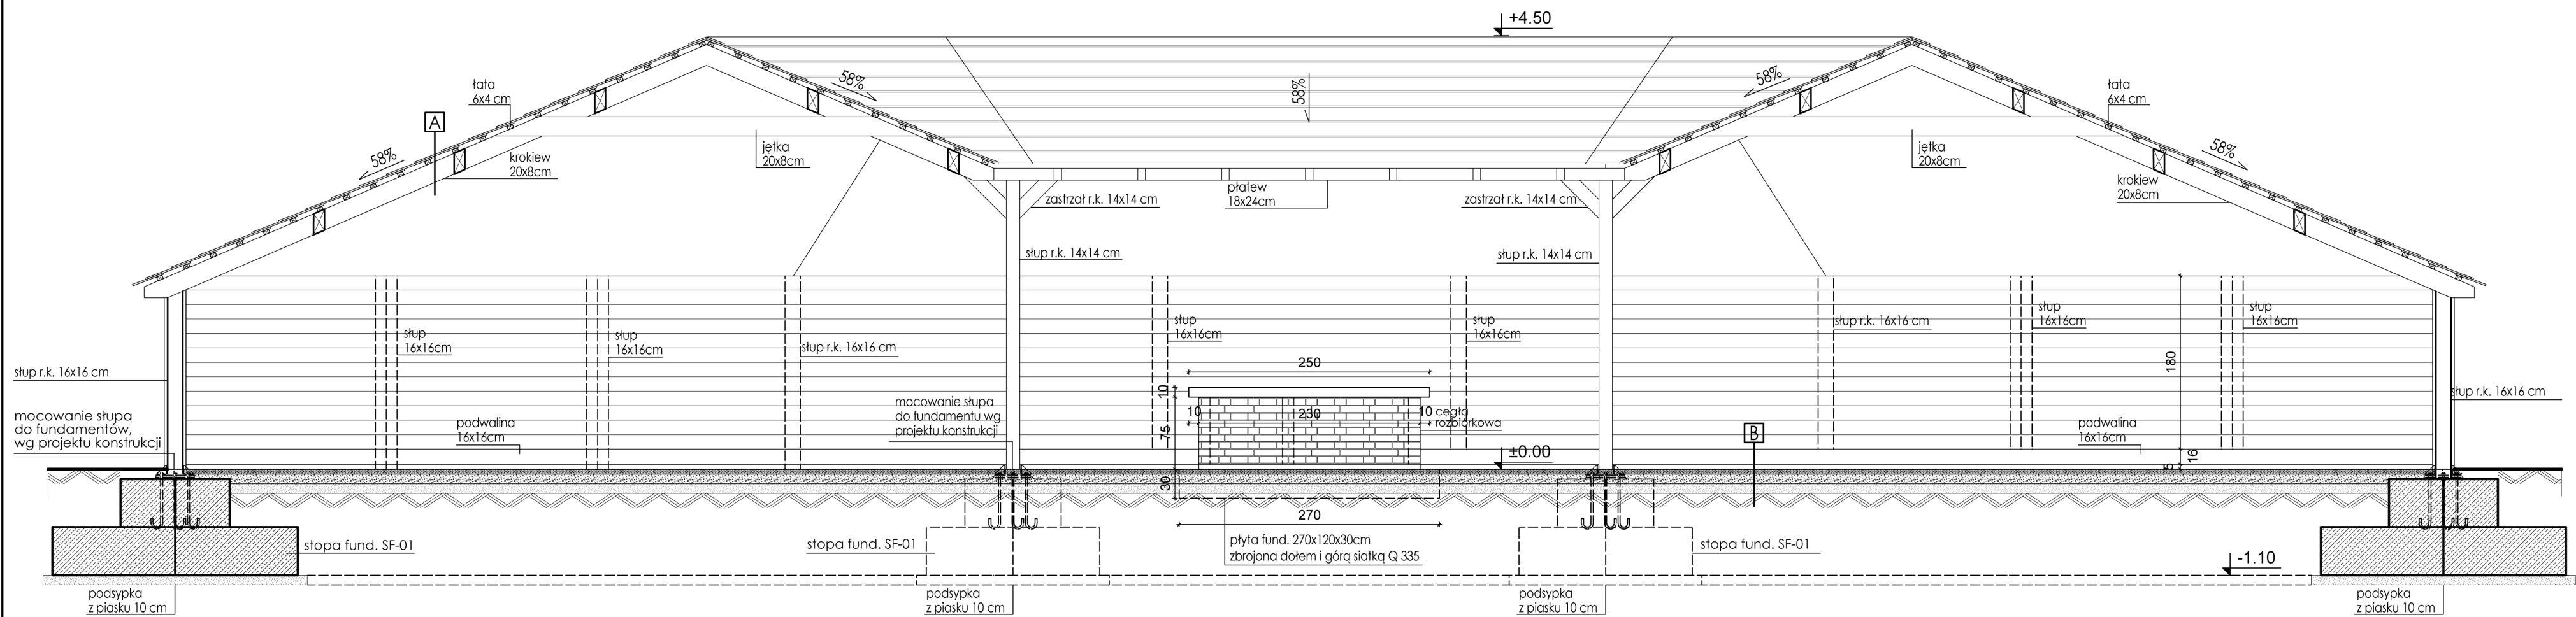 +4.50
łata
6x4 cm
58%
58%
58%
łata
6x4 cm
A
58%
krokiew
20x8cm
jętka
20x8cm
jętka
20x8cm
58%
krokiew
20x8cm
zastrzał r.k. 14x14 cm
płatew
18x24cm
zastrzał r.k. 14x14 cm
słup r.k. 14x14 cm
słup r.k. 14x14 cm
słup
16x16cm
słup
16x16cm
słup r.k. 16x16 cm
słup
16x16cm
słup
16x16cm
słup r.k. 16x16 cm
słup
16x16cm
słup
16x16cm
180
250
słup r.k. 16x16 cm
słup r.k. 16x16 cm
mocowanie słupa
do fundamentów,
wg projektu konstrukcji
podwalina
16x16cm
mocowanie słupa
do fundamentu wg
projektu konstrukcji
10
10
230
10
cegła
rozbiórkowa
75
B
podwalina
16x16cm
±0.00
5
16
30
270
stopa fund. SF-01
stopa fund. SF-01
płyta fund. 270x120x30cm
zbrojona dołem i górą siatką Q 335
stopa fund. SF-01
-1.10
podsypka
z piasku 10 cm
podsypka
z piasku 10 cm
podsypka
z piasku 10 cm
podsypka
z piasku 10 cm